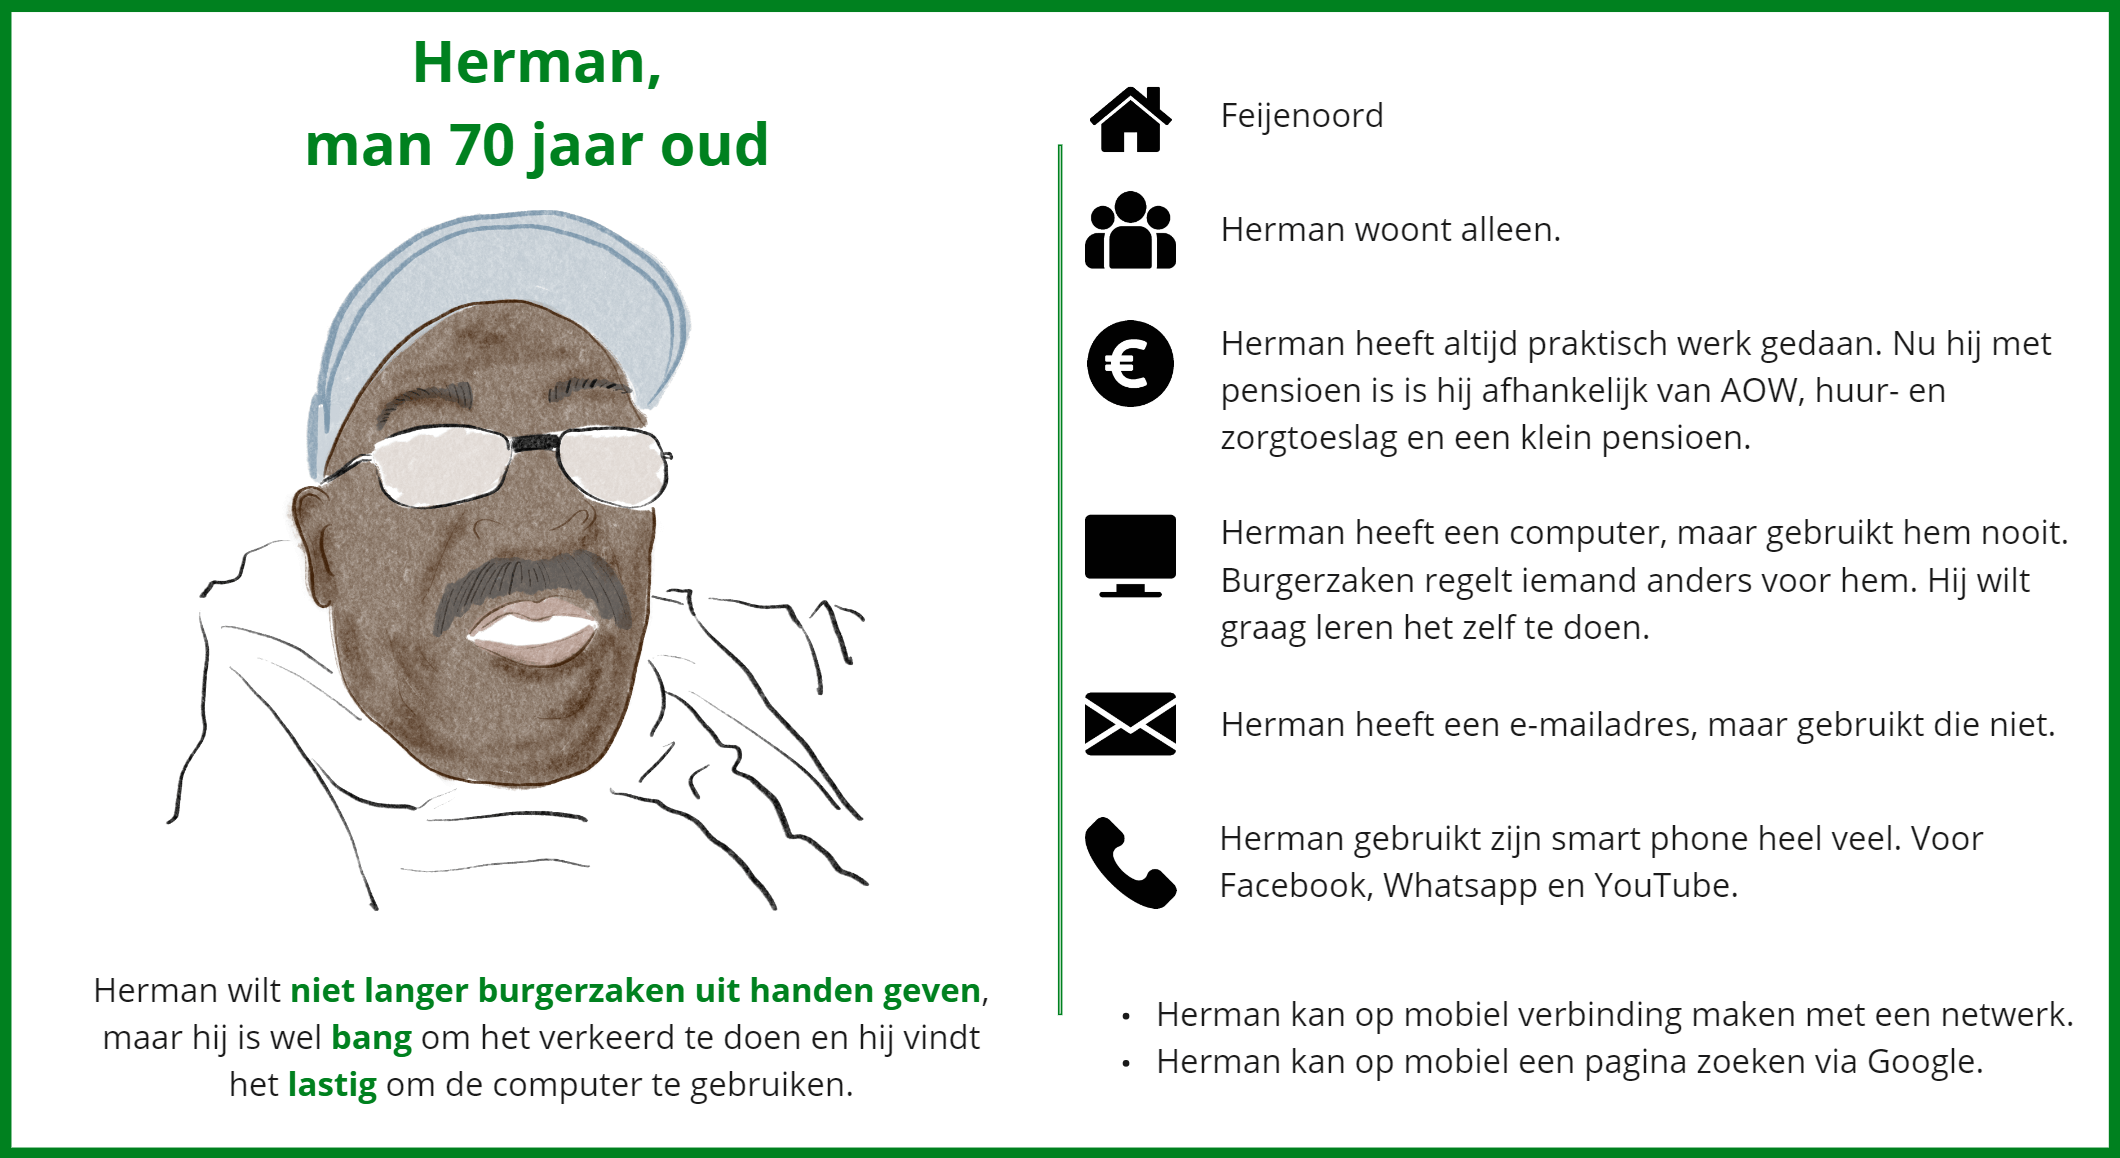 Herman,
man 70 jaar oud
Herman wilt niet langer burgerzaken uit handen geven,
maar hij is wel bang om het verkeerd te doen en hij vindt
het lastig om de computer te gebruiken.
Feijenoord
Herman woont alleen.
Herman heeft altijd praktisch werk gedaan. Nu hij met
pensioen is is hij afhankelijk van AOW, huur- en
zorgtoeslag en een klein pensioen.
Herman heeft een computer, maar gebruikt hem nooit.
Burgerzaken regelt iemand anders voor hem. Hij wilt
graag leren het zelf te doen.
Herman heeft een e-mailadres, maar gebruikt die niet.
Herman gebruikt zijn smart phone heel veel. Voor
Facebook, Whatsapp en YouTube.
• Herman kan op mobiel verbinding maken met een netwerk.
• Herman kan op mobiel een pagina zoeken via Google.